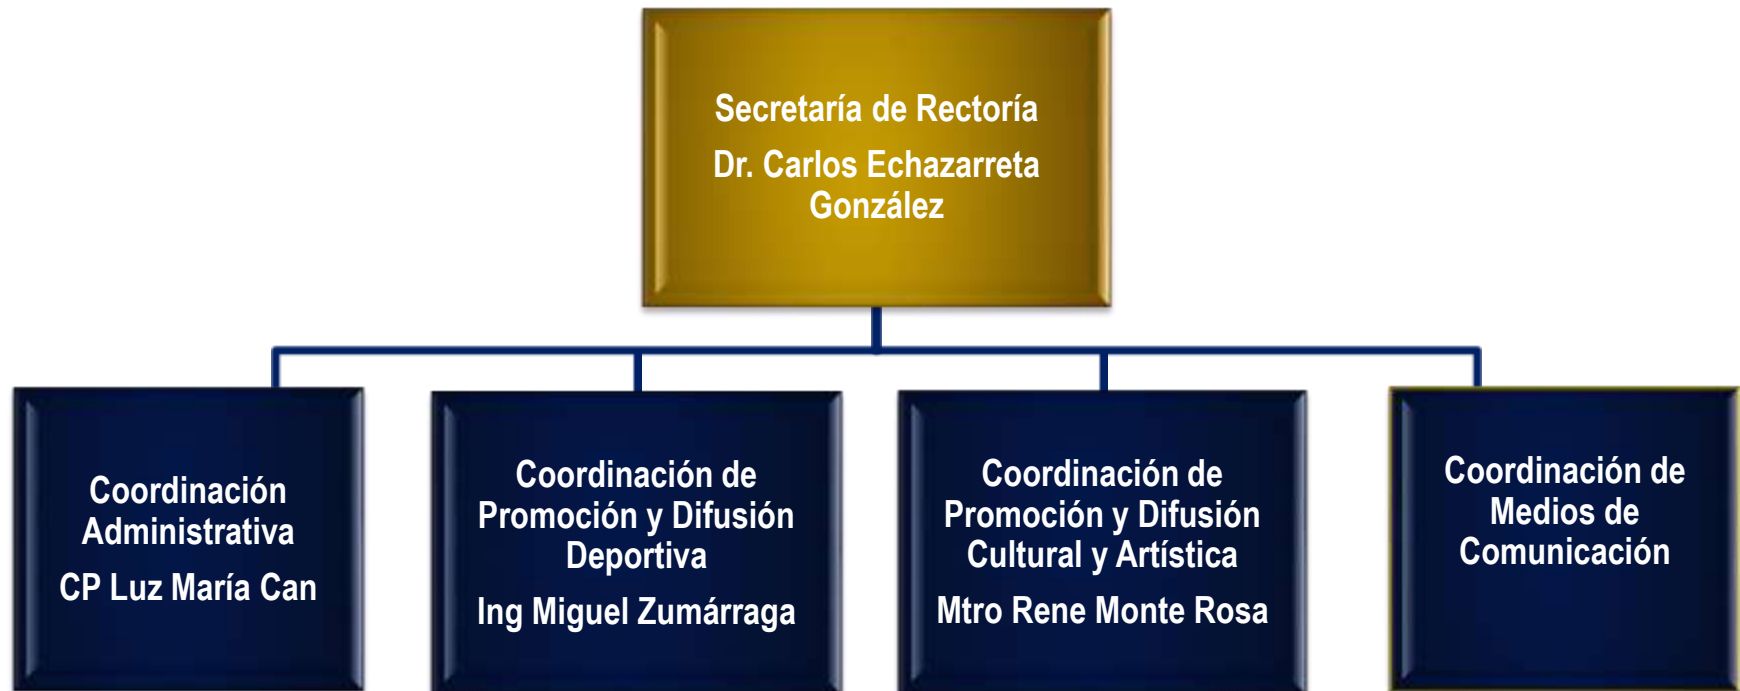 Secretaría de Rectoría
Dr. Carlos Echazarreta
González
Coordinación
Administrativa
CP Luz María Can
Coordinación de
Promoción y Difusión
Deportiva
Ing Miguel Zumárraga
Coordinación de
Promoción y Difusión
Cultural y Artística
Mtro Rene Monte Rosa
Coordinación de
Medios de
Comunicación